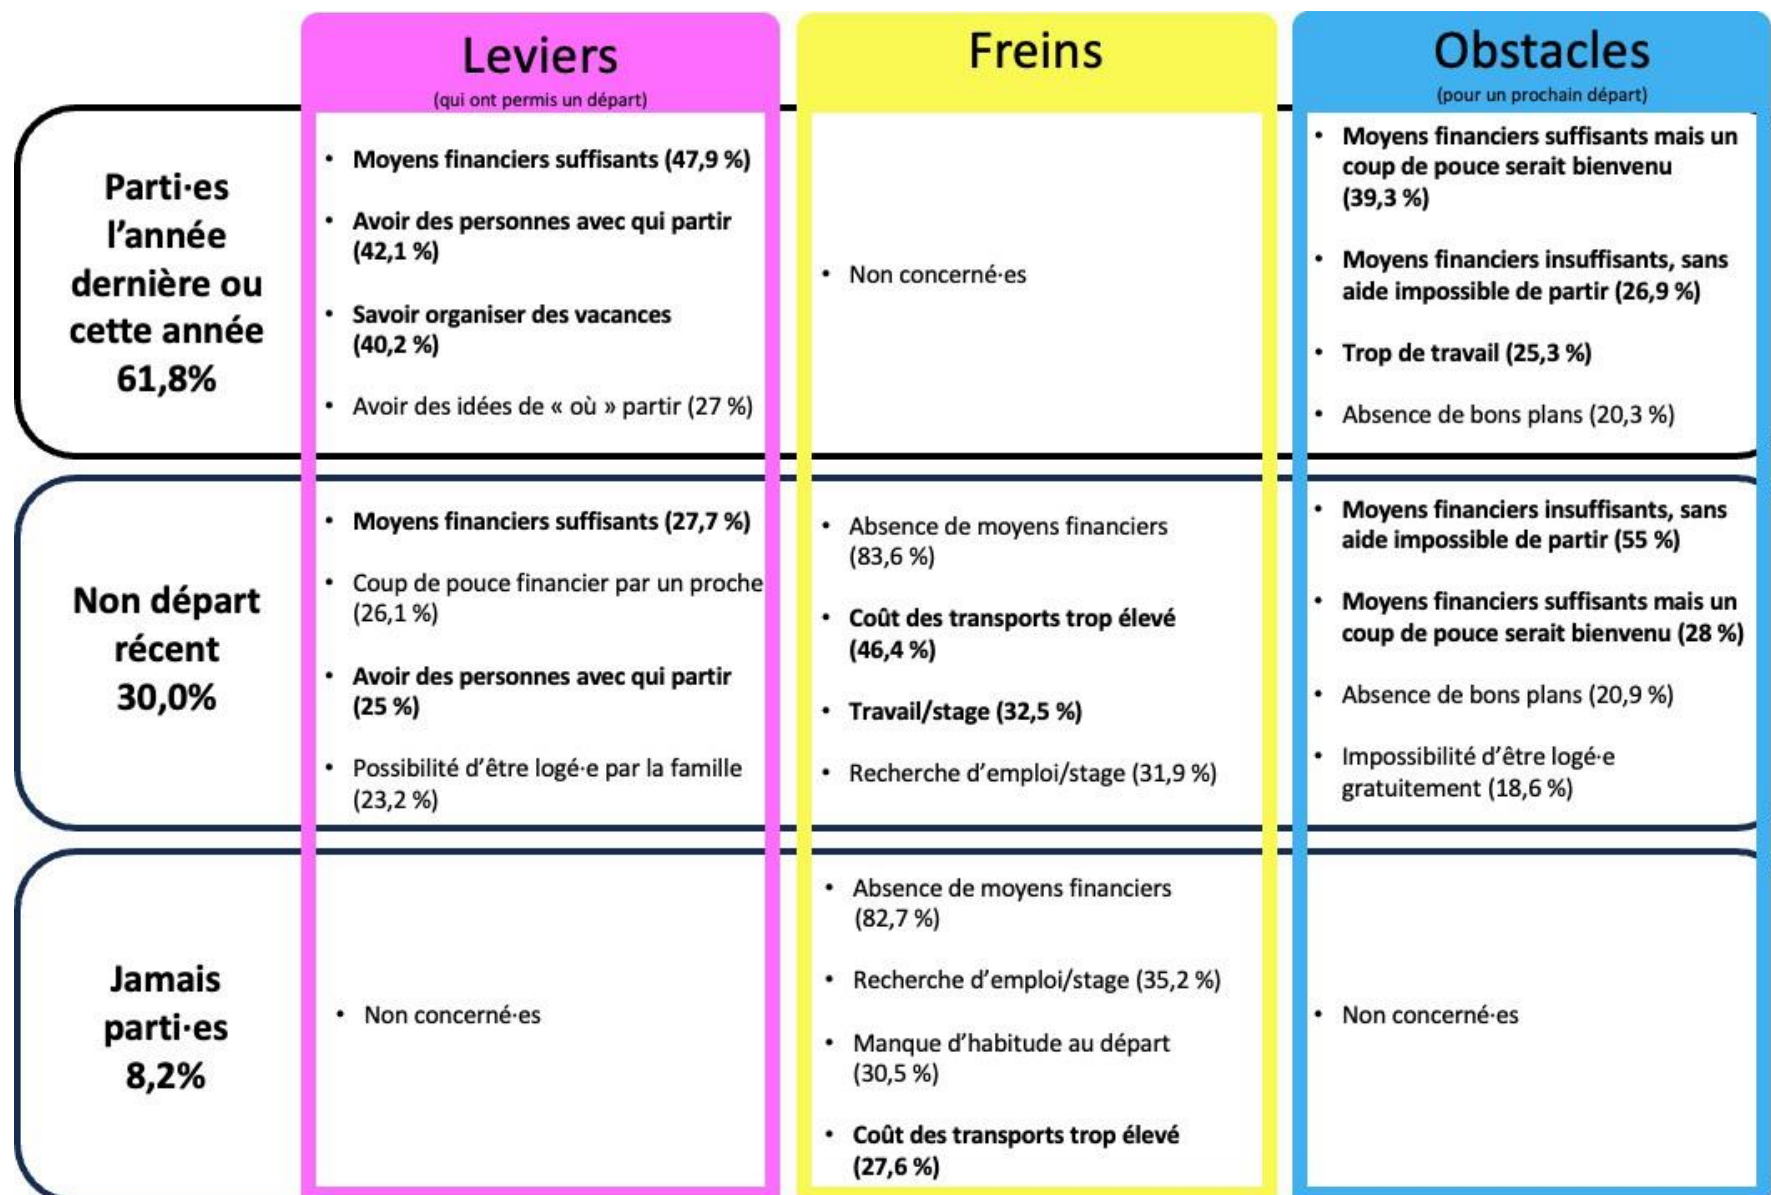 Leviers
(qui ont permis un départ)
Freins
Obstacles
(pour un prochain départ)
Parti·es
l’année
dernière ou
cette année
61,8%
• Moyens financiers suffisants (47,9 %)
• Avoir des personnes avec qui partir
(42,1 %)
• Savoir organiser des vacances
(40,2 %)
• Avoir des idées de « où » partir (27 %)
• Non concerné·es
• Moyens financiers suffisants mais un
coup de pouce serait bienvenu
(39,3 %)
• Moyens financiers insuffisants, sans
aide impossible de partir (26,9 %)
• Trop de travail (25,3 %)
• Absence de bons plans (20,3 %)
Non départ
récent
30,0%
• Moyens financiers suffisants (27,7 %)
• Coup de pouce financier par un proche
(26,1 %)
• Avoir des personnes avec qui partir
(25 %)
• Possibilité d’être logé·e par la famille
(23,2 %)
• Absence de moyens financiers
(83,6 %)
• Coût des transports trop élevé
(46,4 %)
• Travail/stage (32,5 %)
• Recherche d’emploi/stage (31,9 %)
• Moyens financiers insuffisants, sans
aide impossible de partir (55 %)
• Moyens financiers suffisants mais un
coup de pouce serait bienvenu (28 %)
• Absence de bons plans (20,9 %)
• Impossibilité d’être logé·e
gratuitement (18,6 %)
Jamais
parti·es
8,2%
• Non concerné·es
• Absence de moyens financiers
(82,7 %)
• Recherche d’emploi/stage (35,2 %)
• Manque d’habitude au départ
(30,5 %)
• Coût des transports trop élevé
(27,6 %)
• Non concerné·es